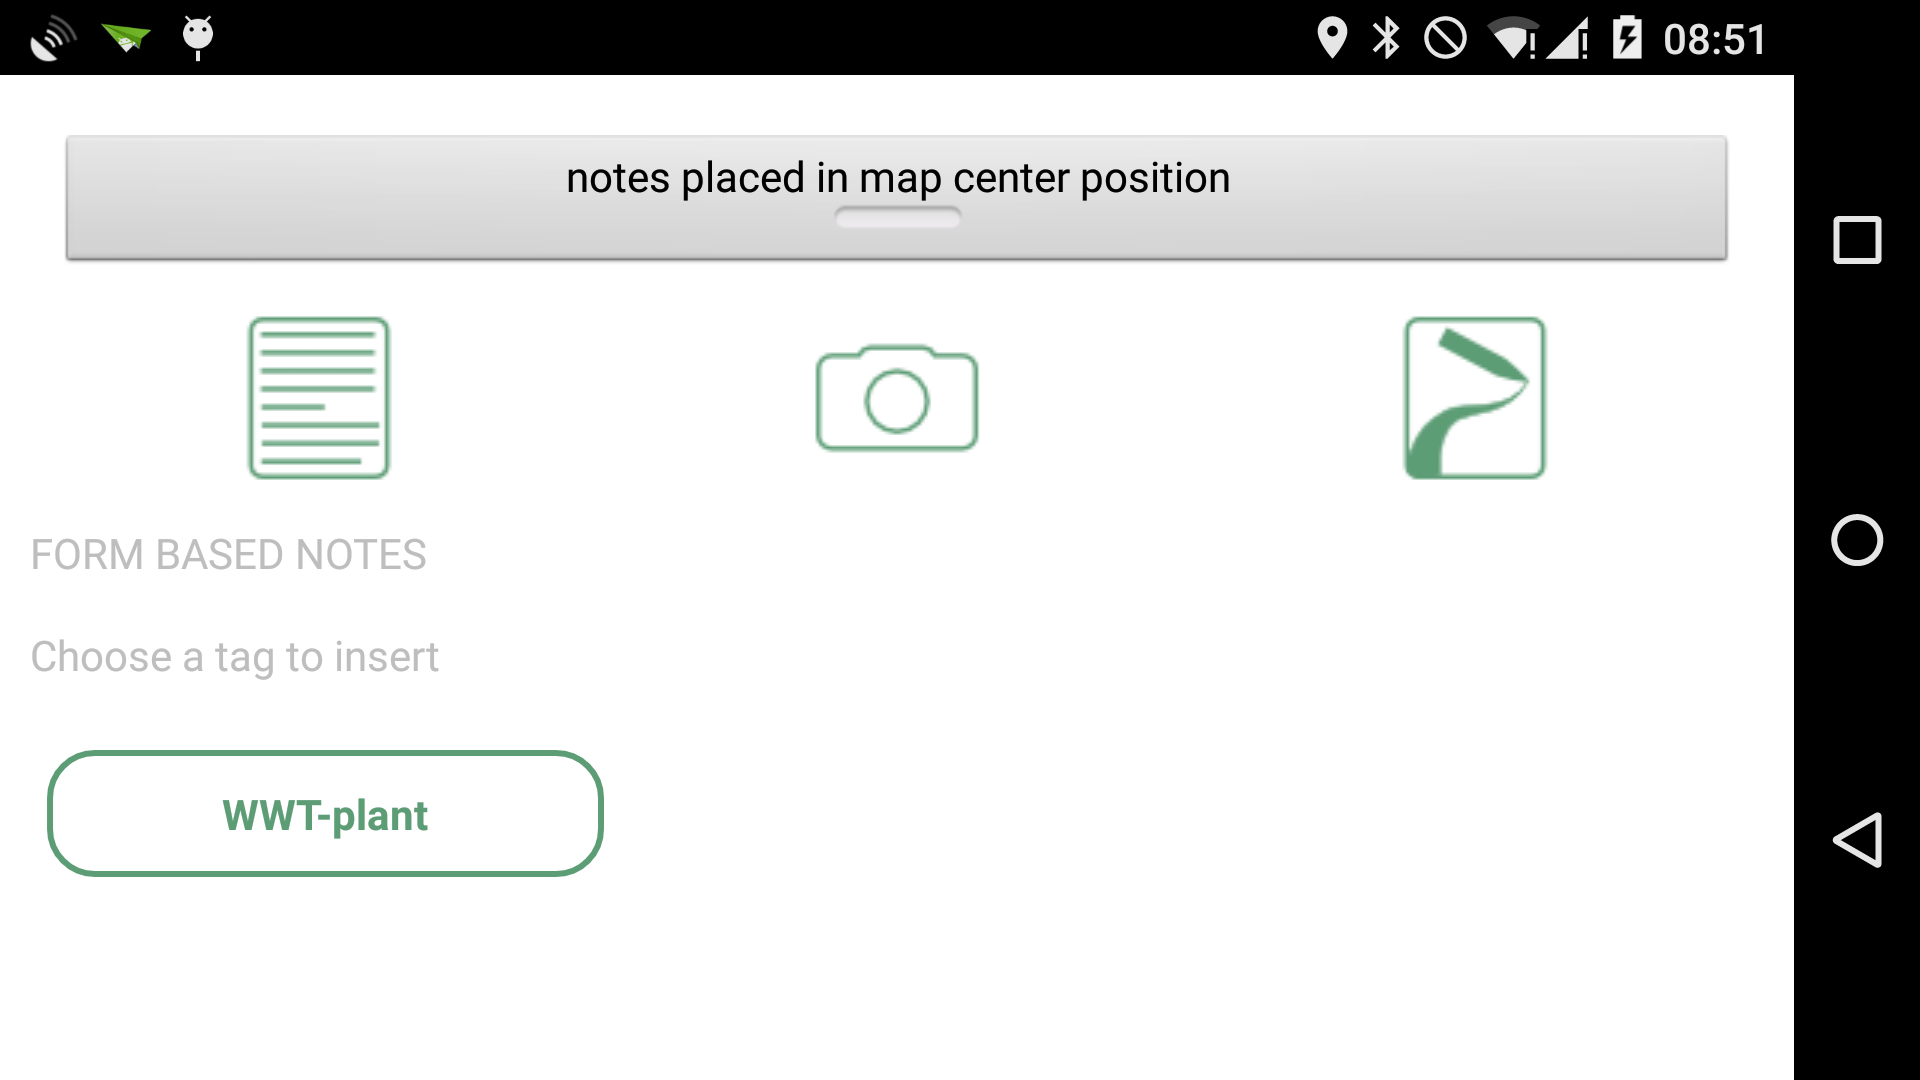 08:51
notes placed in map center position
FORM BASED NOTES
Choose a tag to insert
WWT-plant